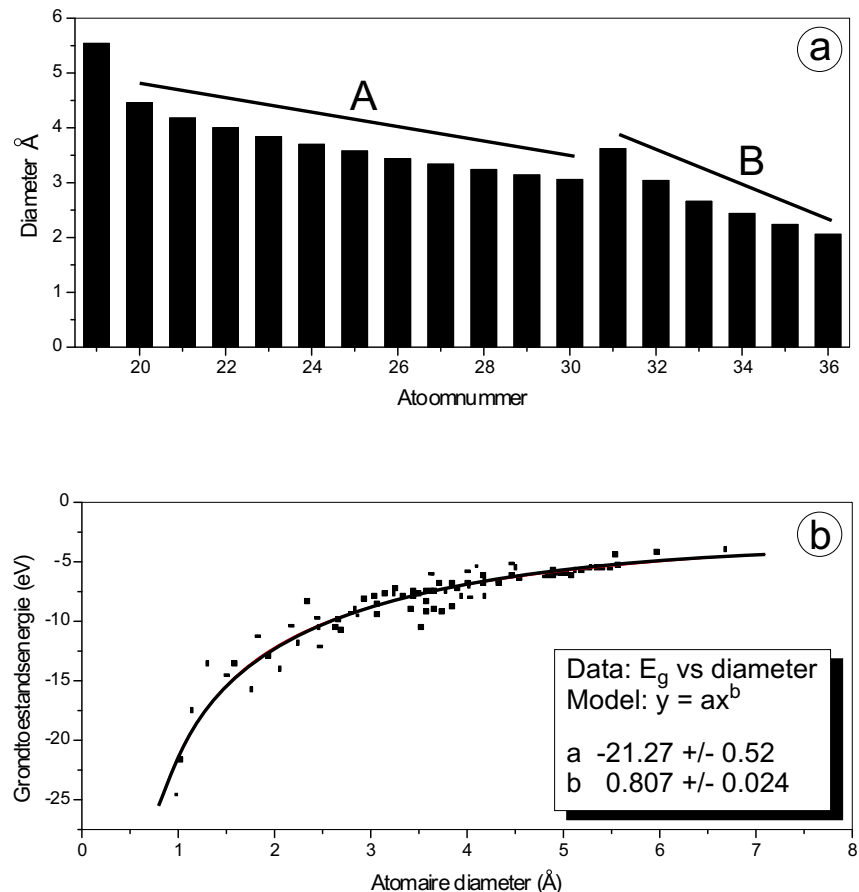 6
5
4
3
2
1
0
Diameter Å
A
B
a
20 22 24 26 28 30 32 34 36
Atoomnummer
0
-5
-10
-15
-20
-25
Grondtoestandsenergie (eV)
b
Data: E_g vs diameter
Model: y = ax^b
a -21.27 +/- 0.52
b 0.807 +/- 0.024
0 1 2 3 4 5 6 7 8
Atomaire diameter (Å)